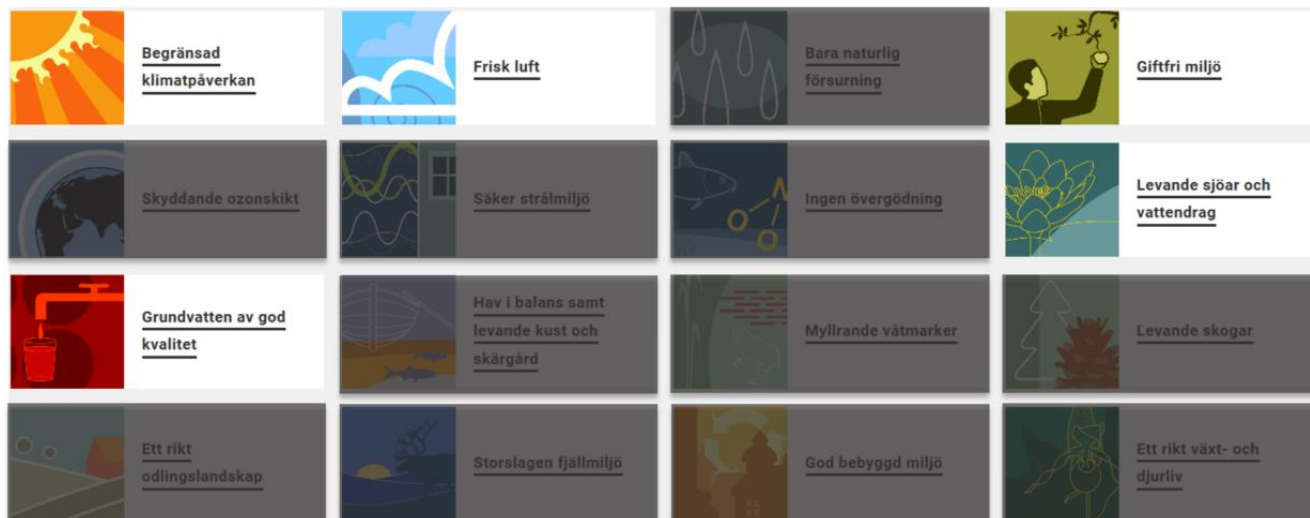 Begränsad
klimatpåverkan
Frisk luft
Bara naturlig
försurning
Giftfri miljö
Skyddande ozonskikt
Säker strålmiljö
Ingen övergödning
Levande sjöar och
vattendrag
Grundvatten av god
kvalitet
Hav i balans samt
levande kust och
skärgård
Myllrande våtmarker
Levande skogar
Ett rikt
odlingslandskap
Storslagen fjällmiljö
God bebyggd miljö
Ett rikt växt- och
djurliv